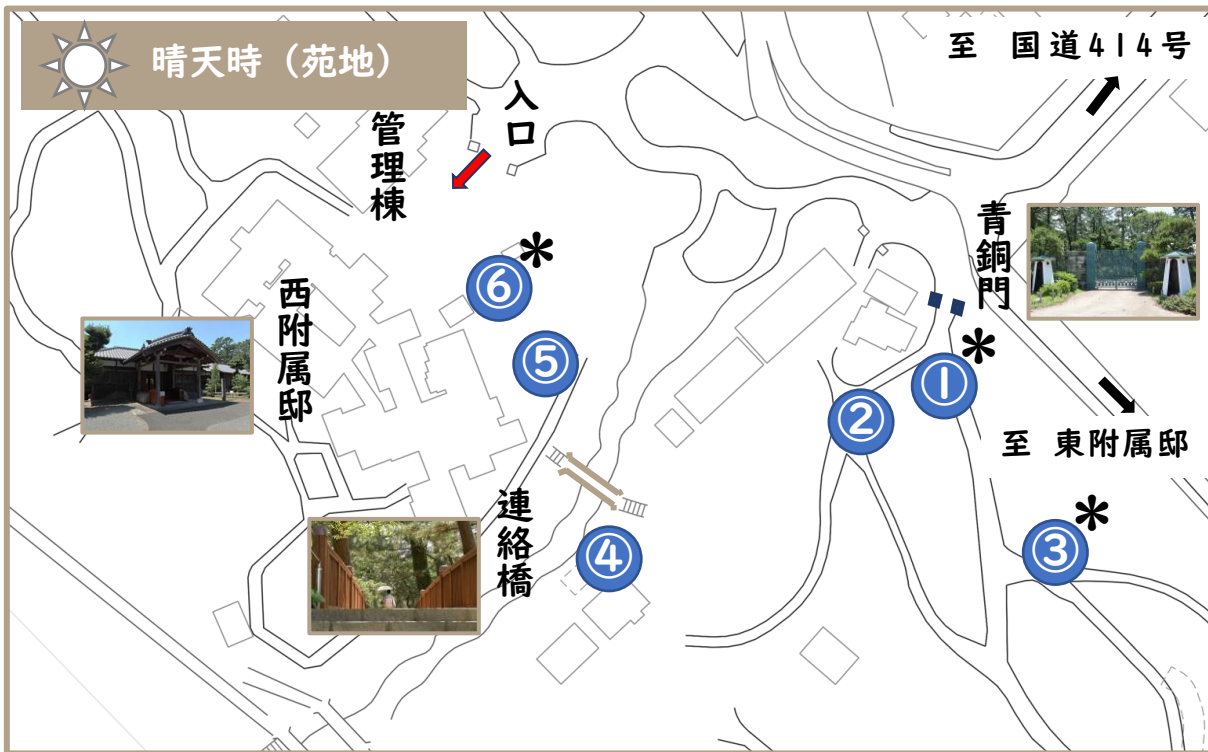 晴天時（苑地）
至 国道414号
入口
管理棟
青銅門
⑥*
西附属邸
⑤
①*
②
至 東附属邸
連絡橋
④
③*